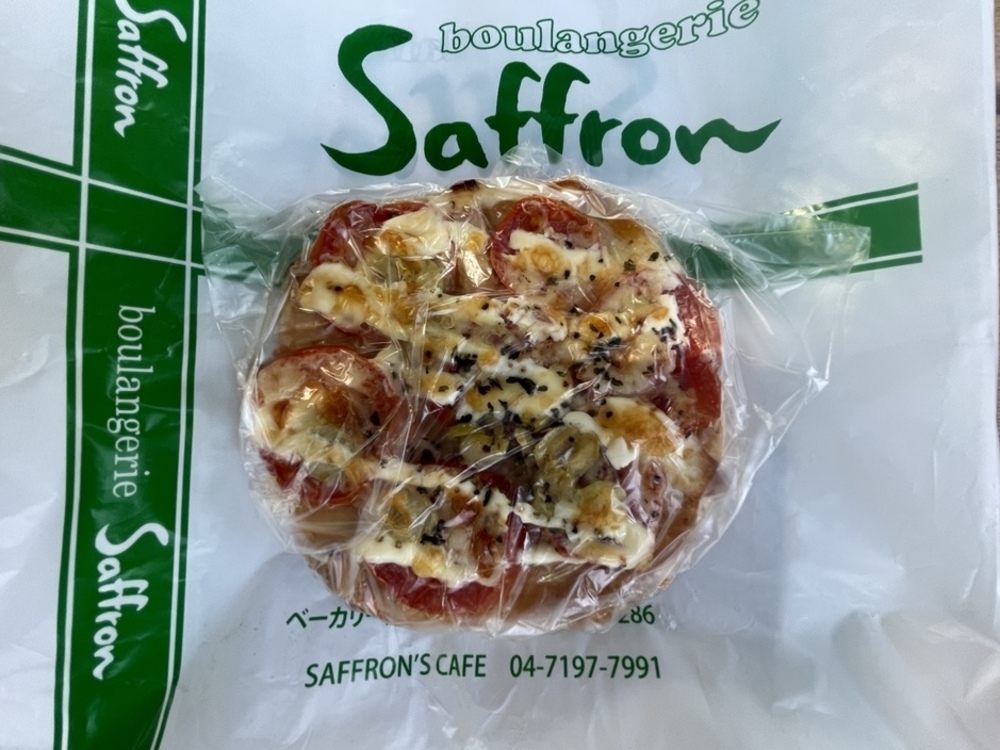 boulangerie
Saffron
Saffron
boulangerie Saffron
ベーカリー
286
SAFFRON'S CAFE 04-7197-7991